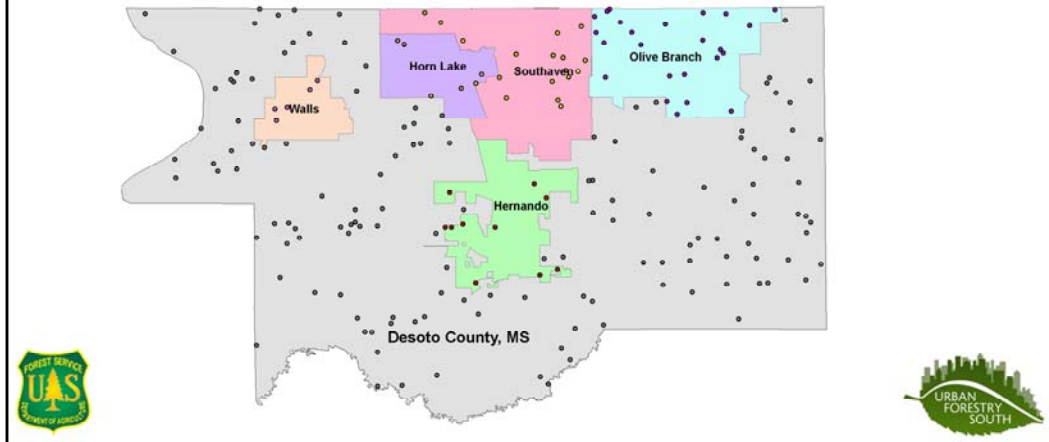 Horn Lake
Southaven
Olive Branch
Walls
Hernando
Desoto County, MS
FOREST SERVICE
U S
DEPARTMENT OF AGRICULTURE
URBAN
FORESTRY
SOUTH